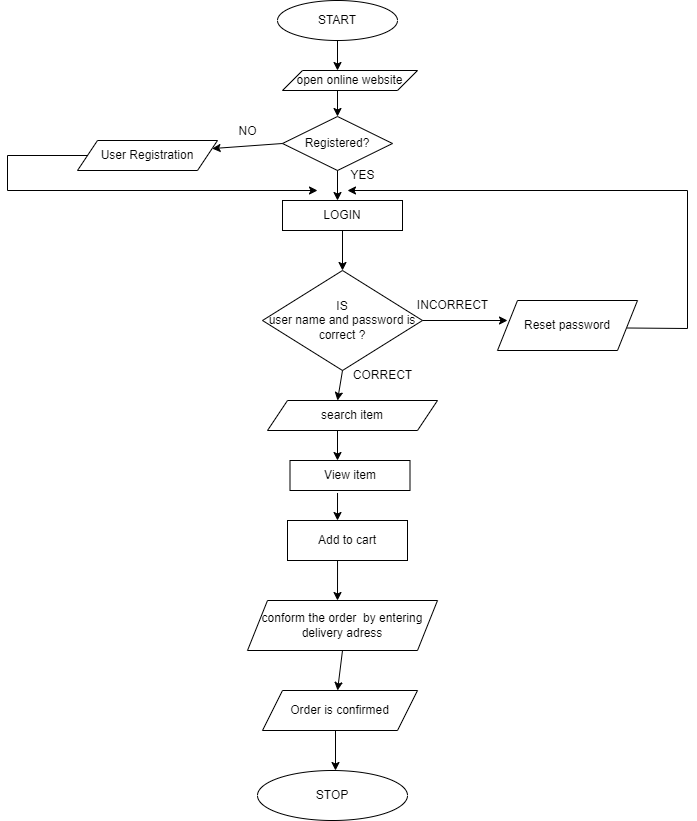 START
open online website
Registered?
NO
User Registration
YES
LOGIN
IS
user name and password is
correct ?
INCORRECT
Reset password
CORRECT
search item
View item
Add to cart
conform the order  by entering
delivery adress
Order is confirmed
STOP